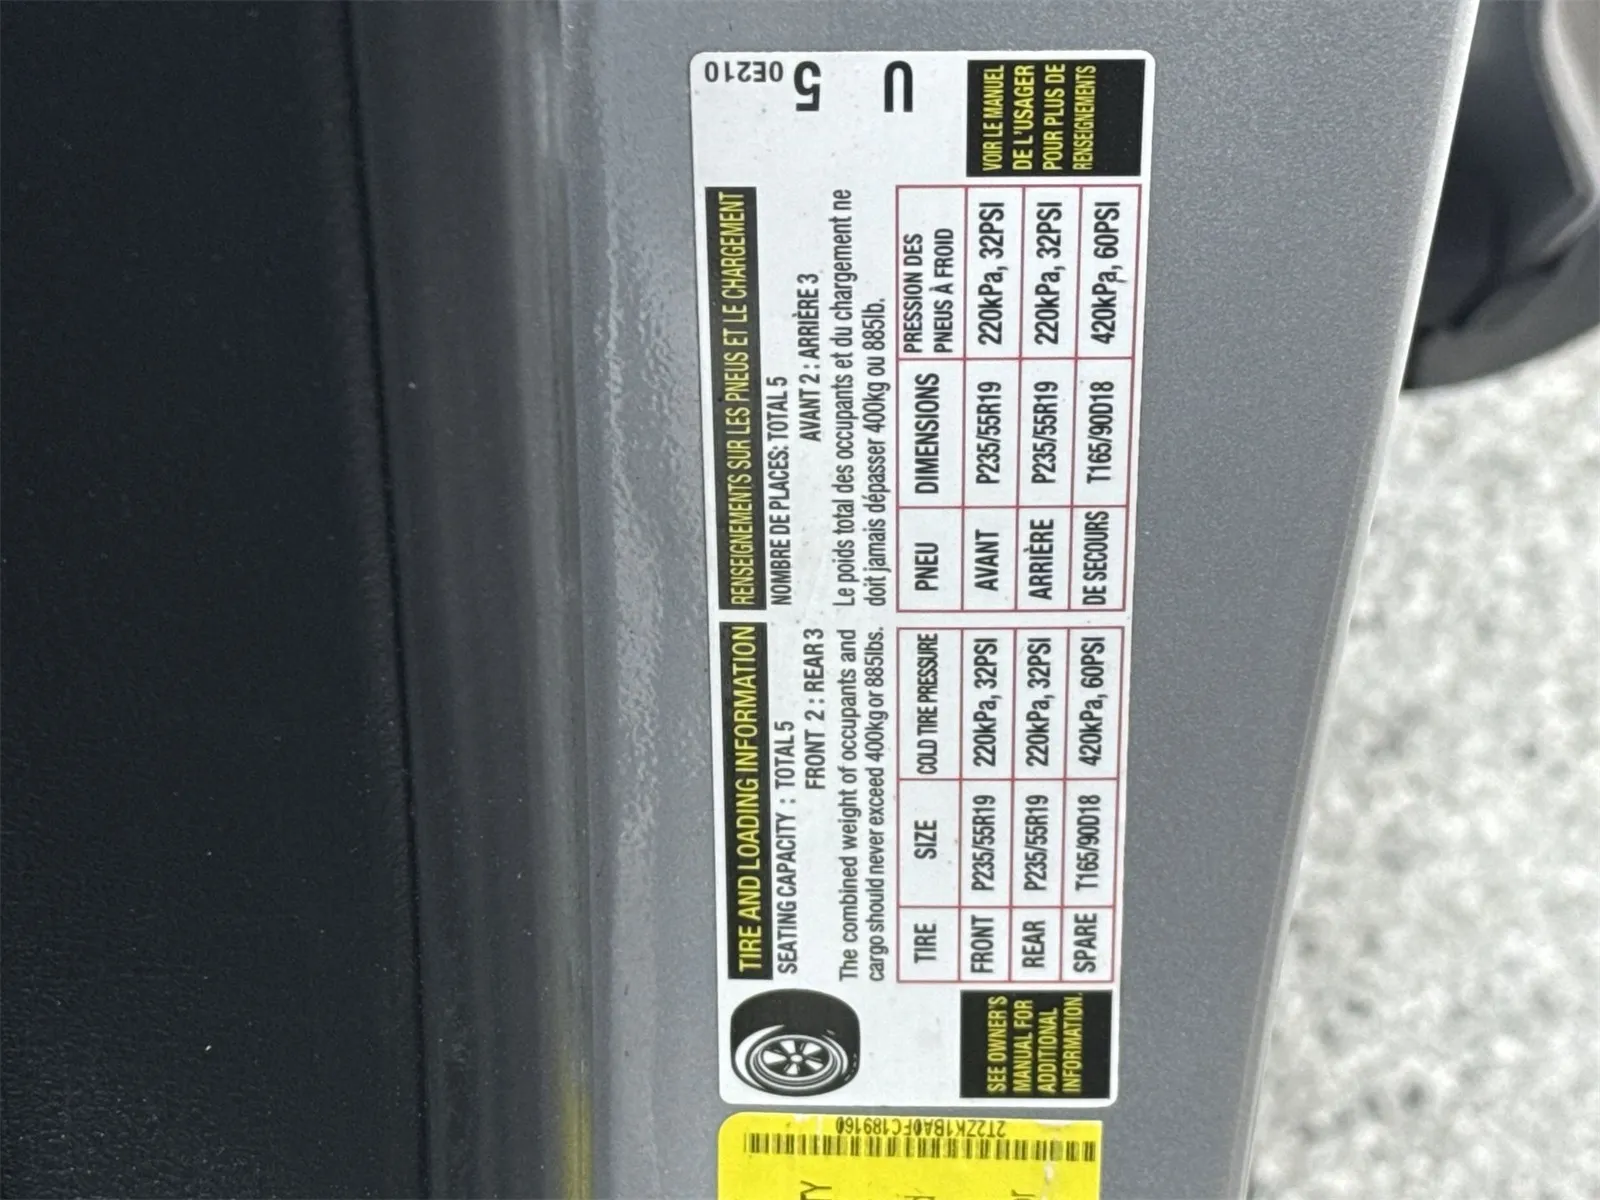 TIRE AND LOADING INFORMATION
SEATING CAPACITY : TOTAL 5
FRONT 2 : REAR 3
The combined weight of occupants and
cargo should never exceed 400kg or 885lbs.
TIRE SIZE COLD TIRE PRESSURE
FRONT P235/55R19 220kPa, 32PSI
REAR P235/55R19 220kPa, 32PSI
SPARE T165/90D18 420kPa, 60PSI
SEE OWNER'S
MANUAL FOR
ADDITIONAL
INFORMATION.
RENSEIGNEMENTS SUR LES PNEUS ET LE CHARGEMENT
NOMBRE DE PLACES: TOTAL 5
AVANT 2 : ARRIÈRE 3
Le poids total des occupants et du chargement ne
doit jamais dépasser 400kg ou 885lb.
PNEU DIMENSIONS PRESSION DES
PNEUS À FROID
AVANT P235/55R19 220kPa, 32PSI
ARRIÈRE P235/55R19 220kPa, 32PSI
DE SECOURS T165/90D18 420kPa, 60PSI
VOIR LE MANUEL
DE L'USAGER
POUR PLUS DE
RENSEIGNEMENTS
0E210
5
U
2T2ZK1BA0FC189160